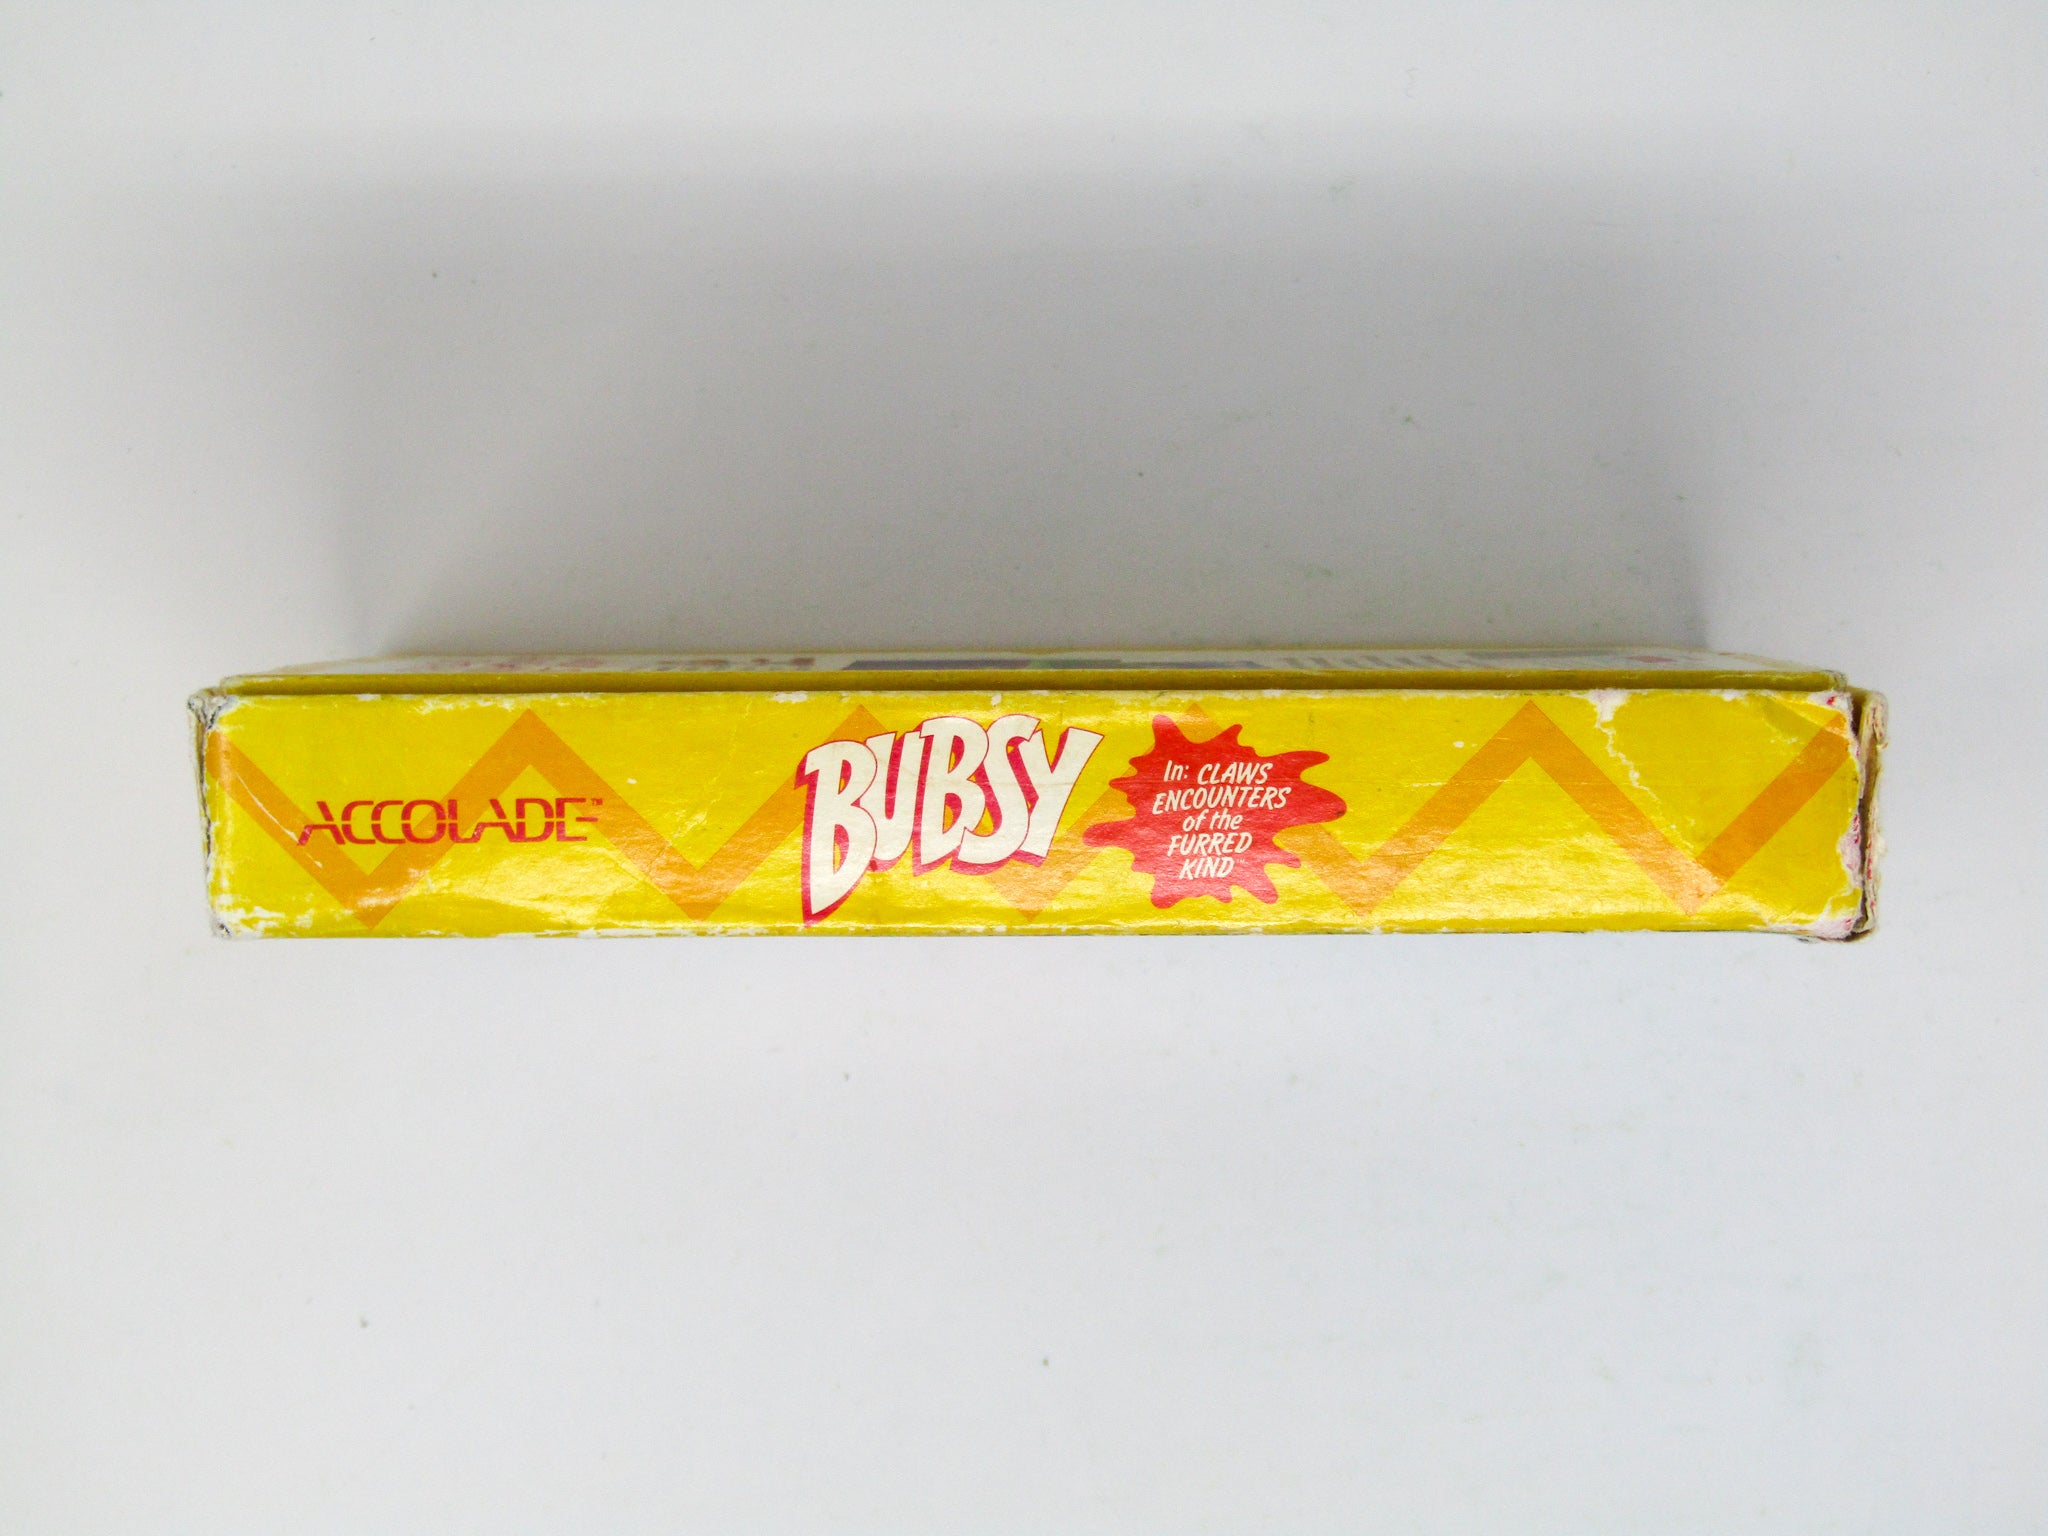 ACCOLADE™
BUBSY
In: CLAWS
ENCOUNTERS
of the
FURRED
KIND™